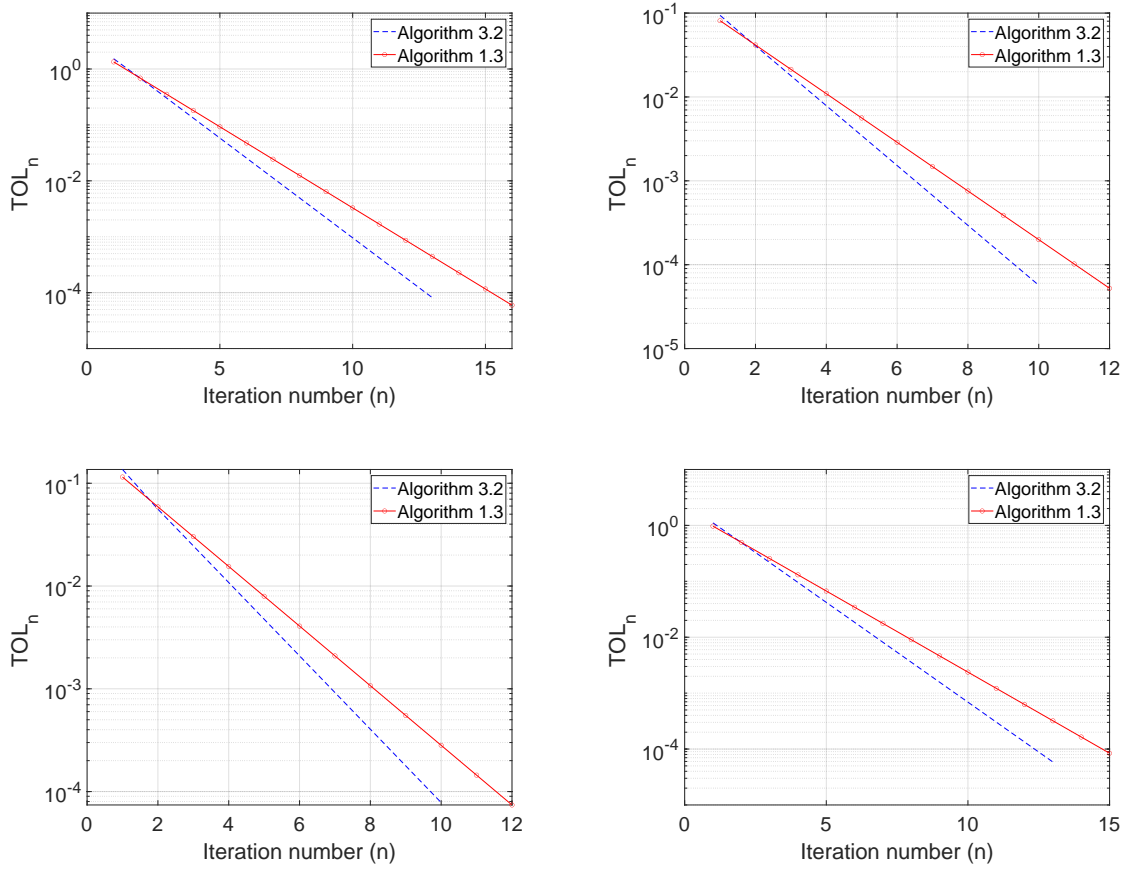 Algorithm 3.2
Algorithm 1.3
10^0
10^-2
10^-4
TOL_n
0 5 10 15
Iteration number (n)
Algorithm 3.2
Algorithm 1.3
10^-1
10^-2
10^-3
10^-4
10^-5
TOL_n
0 2 4 6 8 10 12
Iteration number (n)
Algorithm 3.2
Algorithm 1.3
10^-1
10^-2
10^-3
10^-4
TOL_n
0 2 4 6 8 10 12
Iteration number (n)
Algorithm 3.2
Algorithm 1.3
10^0
10^-2
10^-4
TOL_n
0 5 10 15
Iteration number (n)